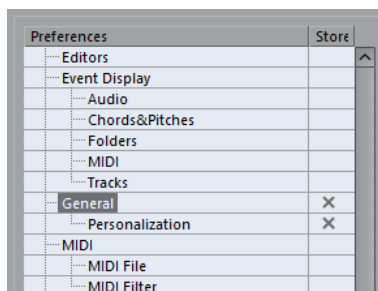 Preferences Store
Editors
Event Display
Audio
Chords&Pitches
Folders
MIDI
Tracks
General
Personalization
MIDI
MIDI File
MIDI Filter